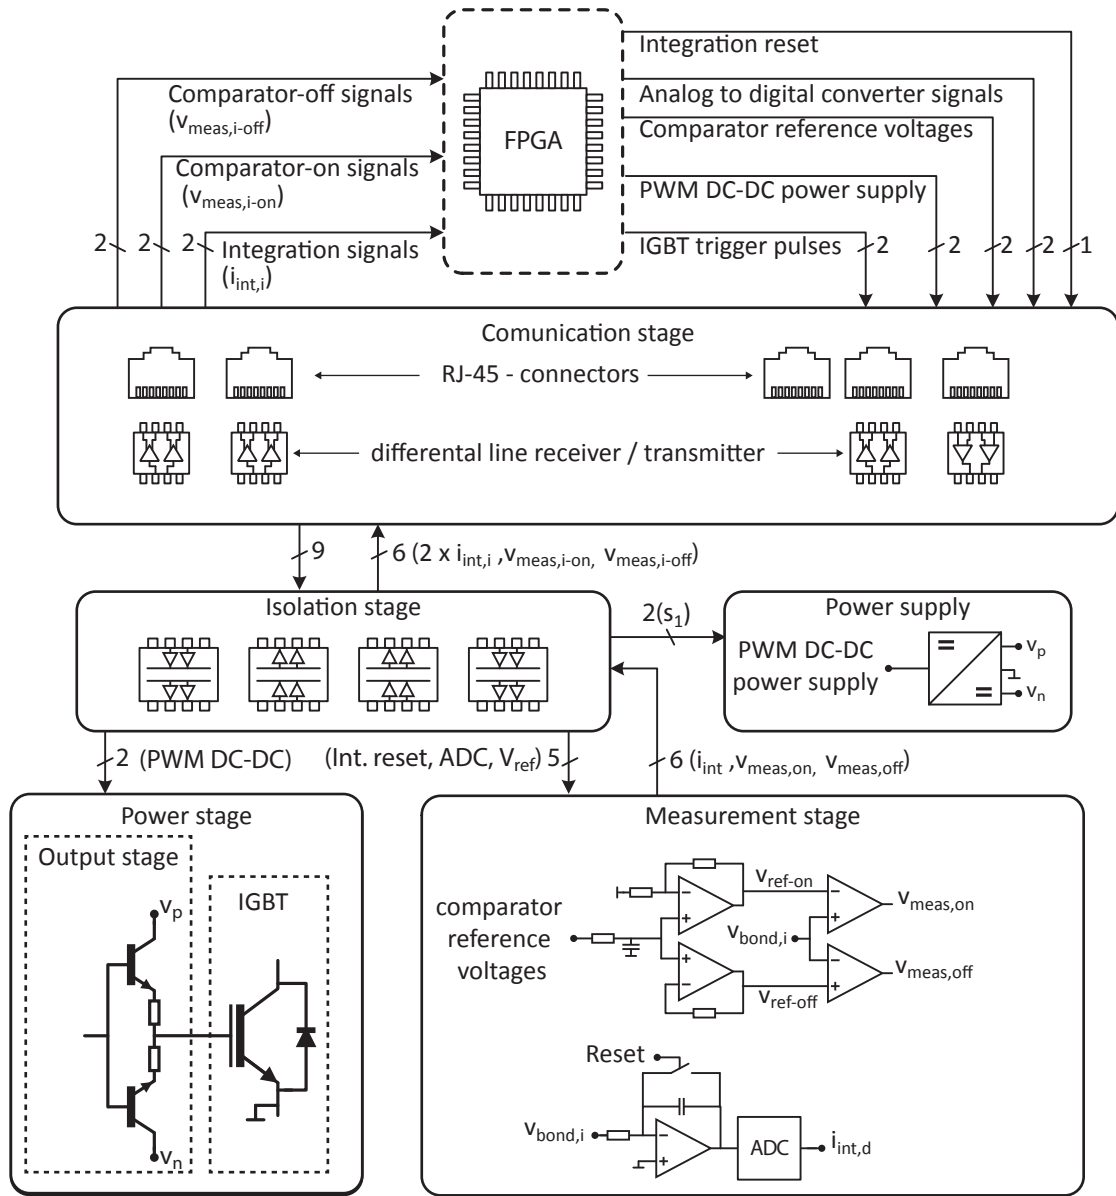 Integration reset
Comparator-off signals
(vmeas,i-off)
Analog to digital converter signals
Comparator reference voltages
FPGA
Comparator-on signals
(vmeas,i-on)
PWM DC-DC power supply
2 2 2
Integration signals
(iint,i)
IGBT trigger pulses
2 2 2 2 1
Comunication stage
RJ-45 - connectors
differental line receiver / transmitter
9
6 (2 x iint,i ,vmeas,i-on, vmeas,i-off)
Isolation stage
2(s1)
Power supply
PWM DC-DC
power supply
vp
vn
=
=
2 (PWM DC-DC)
(Int. reset, ADC, Vref) 5
6 (iint ,vmeas,on, vmeas,off)
Power stage
Output stage
vp
IGBT
vn
Measurement stage
comparator
reference
voltages
vref-on
vmeas,on
vbond,i
vmeas,off
vref-off
− + + − − + − +
Reset
vbond,i
− +
ADC
iint,d